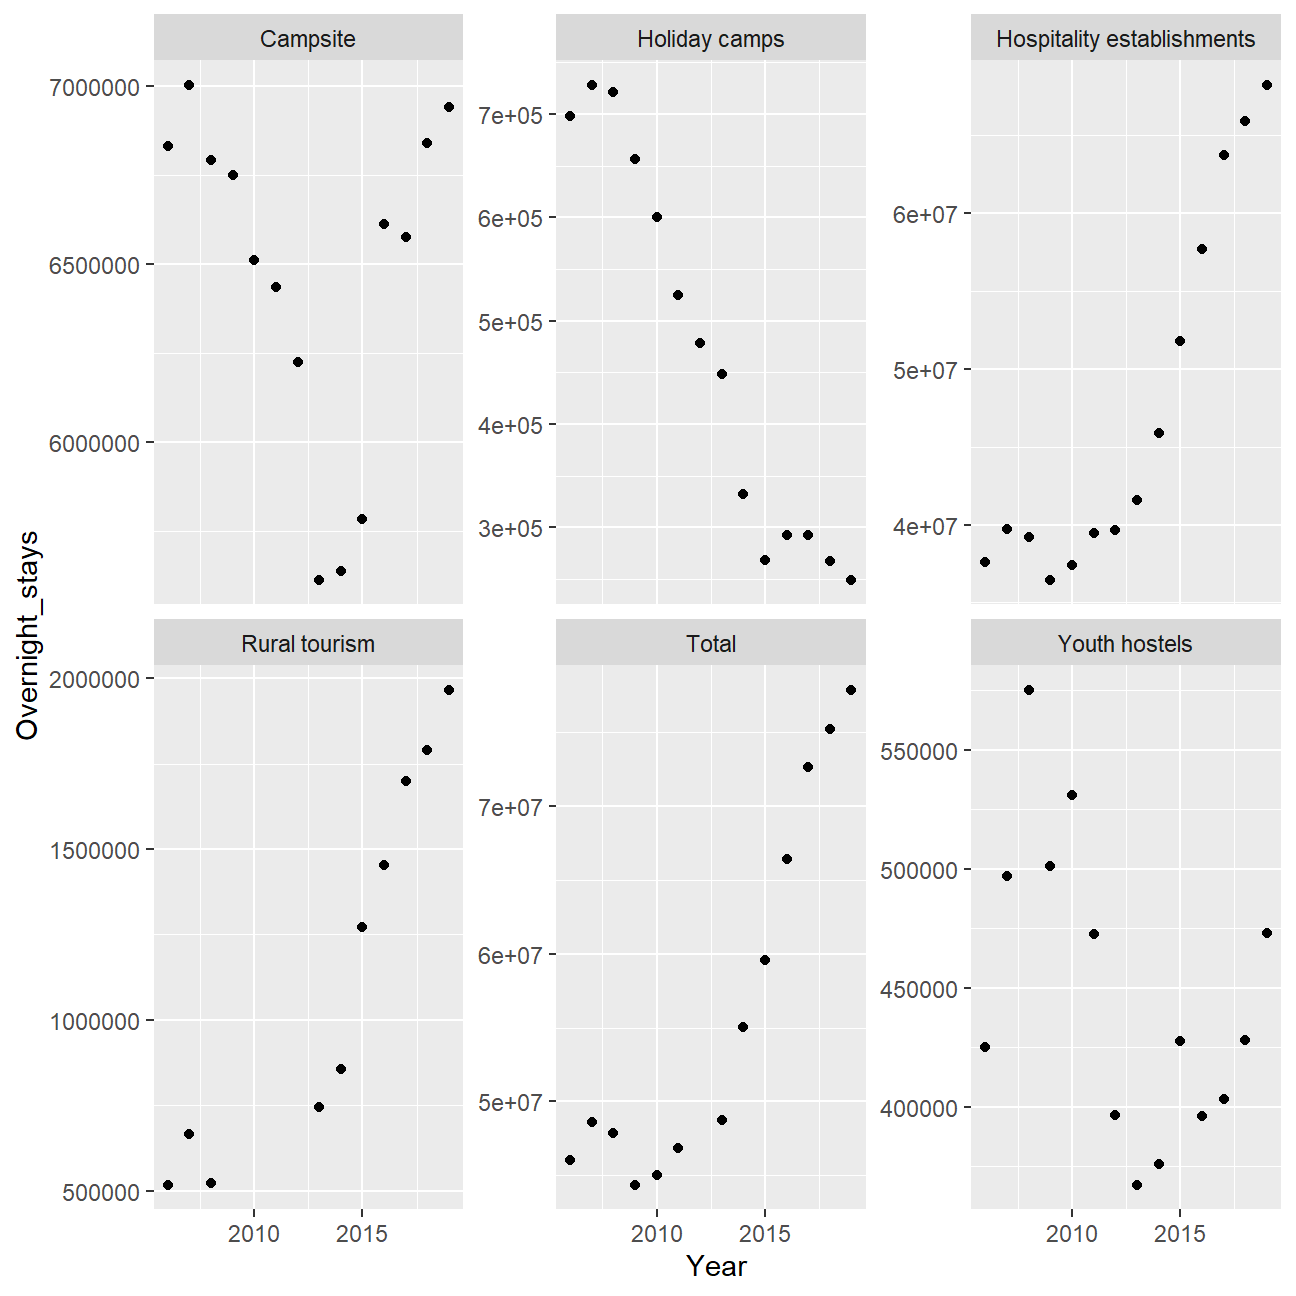 Campsite
Holiday camps
Hospitality establishments
7000000
6500000
6000000
7e+05
6e+05
5e+05
4e+05
3e+05
6e+07
5e+07
4e+07
Overnight_stays
Rural tourism
Total
Youth hostels
2000000
1500000
1000000
500000
7e+07
6e+07
5e+07
550000
500000
450000
400000
2010 2015
2010 2015
2010 2015
Year